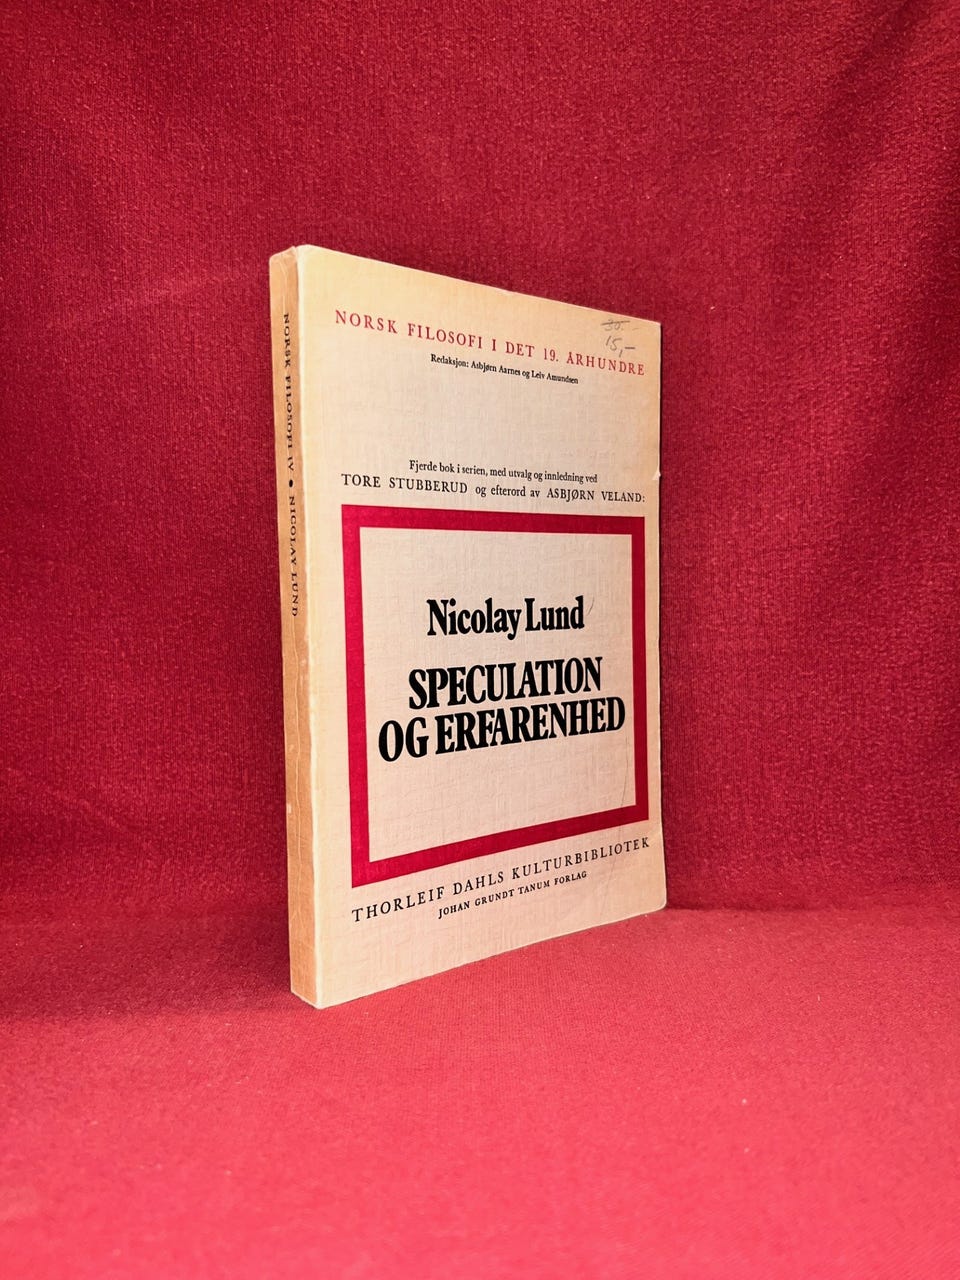 NORSK FILOSOFI IV • NICOLAY LUND
30.-
15,-
NORSK FILOSOFI I DET 19. ÅRHUNDRE
Redaksjon: Asbjørn Aarnes og Leiv Amundsen
Fjerde bok i serien, med utvalg og innledning ved
TORE STUBBERUD og efterord av ASBJØRN VELAND:
Nicolay Lund
SPECULATION
OG ERFARENHED
THORLEIF DAHLS KULTURBIBLIOTEK
JOHAN GRUNDT TANUM FORLAG